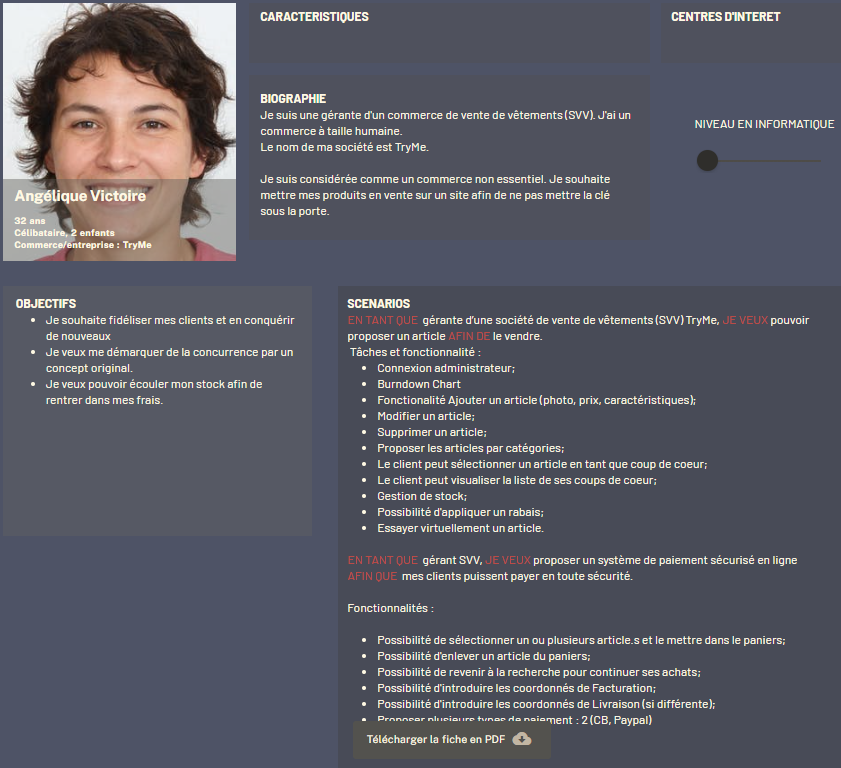 CARACTERISTIQUES
CENTRES D'INTERET
BIOGRAPHIE
Je suis une gérante d'un commerce de vente de vêtements (SVV). J'ai un
commerce à taille humaine.
Le nom de ma société est TryMe.
Je suis considérée comme un commerce non essentiel. Je souhaite
mettre mes produits en vente sur un site afin de ne pas mettre la clé
sous la porte.
NIVEAU EN INFORMATIQUE
Angélique Victoire
32 ans
Célibataire, 2 enfants
Commerce/entreprise : TryMe
OBJECTIFS
• Je souhaite fidéliser mes clients et en conquérir
de nouveaux
• Je veux me démarquer de la concurrence par un
concept original.
• Je veux pouvoir écouler mon stock afin de
rentrer dans mes frais.
SCENARIOS
EN TANT QUE gérante d'une société de vente de vêtements (SVV) TryMe, JE VEUX pouvoir
proposer un article AFIN DE le vendre.
Tâches et fonctionnalité :
• Connexion administrateur;
• Burndown Chart
• Fonctionalité Ajouter un article (photo, prix, caractéristiques);
• Modifier un article;
• Supprimer un article;
• Proposer les articles par catégories;
• Le client peut sélectionner un article en tant que coup de coeur;
• Le client peut visualiser la liste de ses coups de coeur;
• Gestion de stock;
• Possibilité d'appliquer un rabais;
• Essayer virtuellement un article.
EN TANT QUE gérant SVV, JE VEUX proposer un système de paiement sécurisé en ligne
AFIN QUE mes clients puissent payer en toute sécurité.
Fonctionnalités :
• Possibilité de sélectionner un ou plusieurs article.s et le mettre dans le paniers;
• Possibilité d'enlever un article du paniers;
• Possibilité de revenir à la recherche pour continuer ses achats;
• Possibilité d'introduire les coordonnés de Facturation;
• Possibilité d'introduire les coordonnés de Livraison (si différente);
• Proposer plusieurs types de paiement : 2 (CB, Paypal)
Télécharger la fiche en PDF